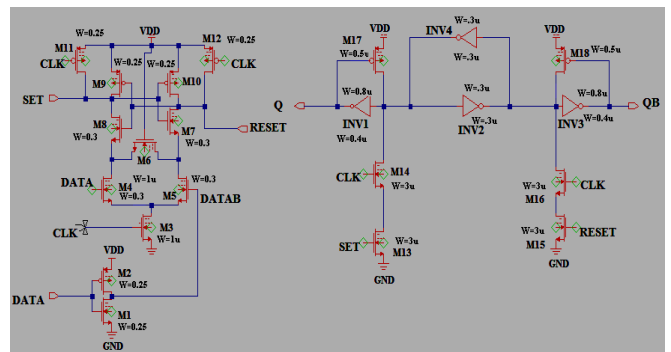 W=0.25 VDD M12 W=0.25
M11
CLK W=0.25 W=0.25 CLK
M9 M10
SET
M8 M7 RESET
W=0.3 M6 W=0.3
DATA M4 W=1u W=0.3
W=0.3 M5 DATAB
CLK M3
W=1u
VDD
M2
W=0.25
DATA
M1
W=0.25
GND
M17 VDD INV4 W=.3u VDD
W=0.5u W=.3u M18
W=0.5u
Q W=0.8u W=.3u W=0.8u QB
INV1 INV2 W=.3u INV3 W=0.4u
W=0.4u
M14
CLK W=3u W=3u CLK
M16
SET W=3u W=3u RESET
M13 M15
GND GND